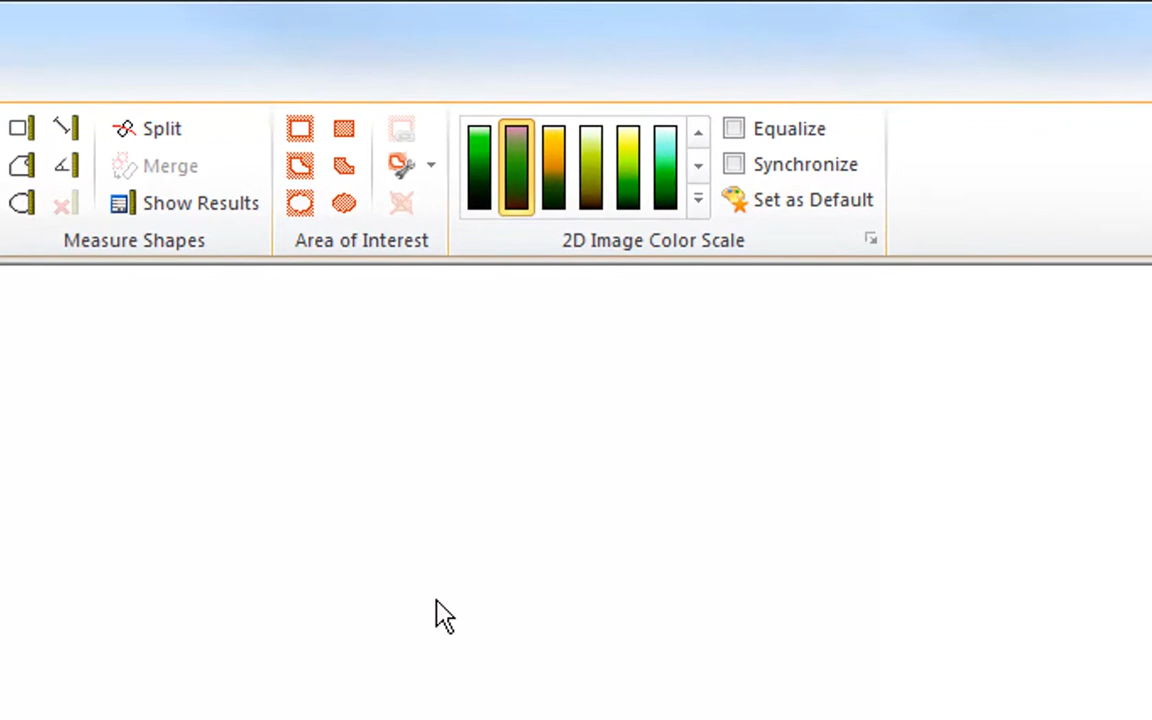 Split
Merge
Show Results
Measure Shapes
Area of Interest
Equalize
Synchronize
Set as Default
2D Image Color Scale